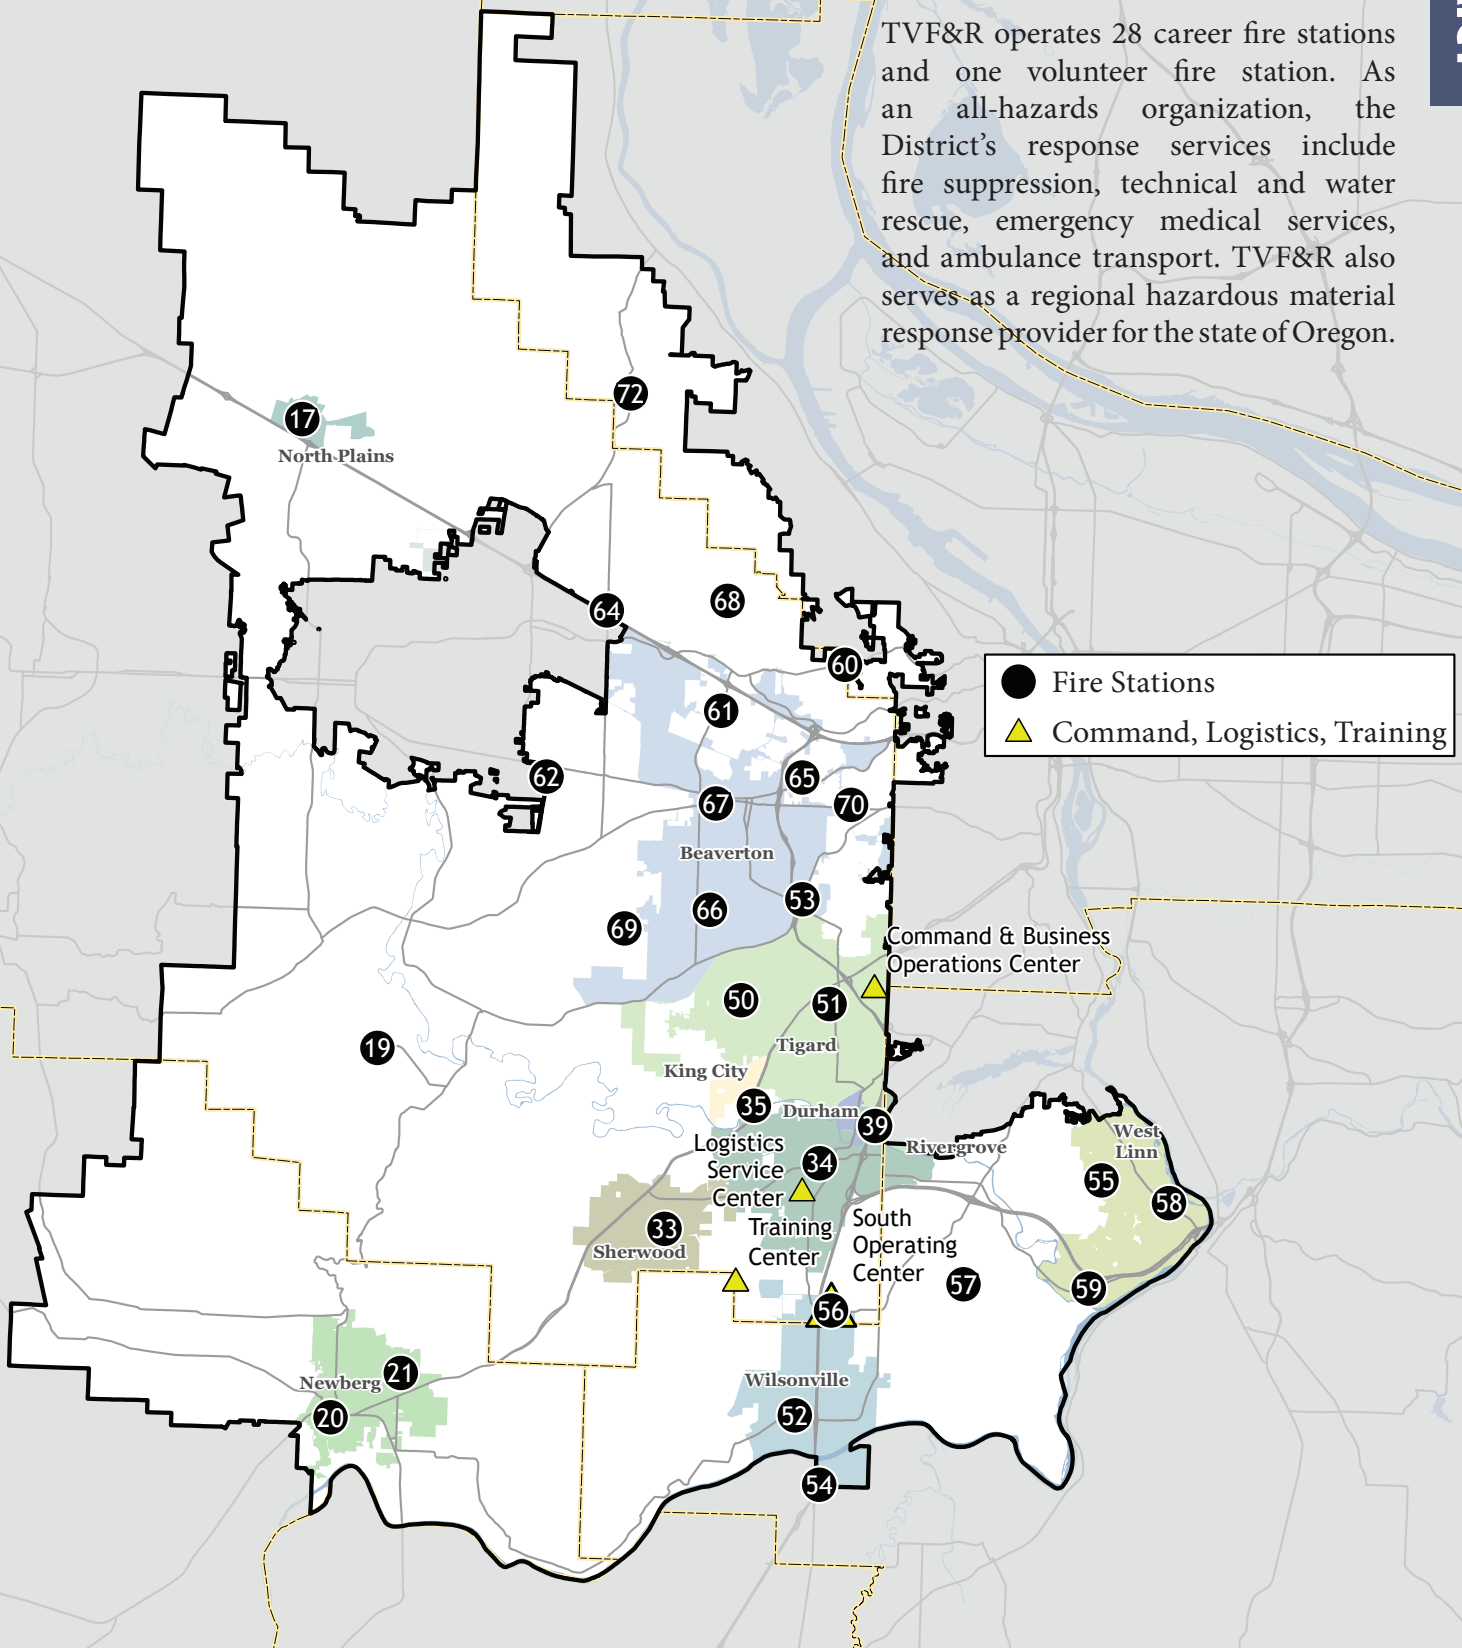 TVF&R operates 28 career fire stations
and one volunteer fire station. As
an all-hazards organization, the
District's response services include
fire suppression, technical and water
rescue, emergency medical services,
and ambulance transport. TVF&R also
serves as a regional hazardous material
response provider for the state of Oregon.
72
17
North Plains
64
68
60
Fire Stations
Command, Logistics, Training
61
62
65
67
70
Beaverton
53
66
69
Command & Business
Operations Center
50
51
19
Tigard
King City
35
Durham
39
West
Linn
Rivergrove
Logistics
Service
Center
34
55
58
Training
Center
South
Operating
Center
33
Sherwood
57
59
56
21
Newberg
20
Wilsonville
52
54